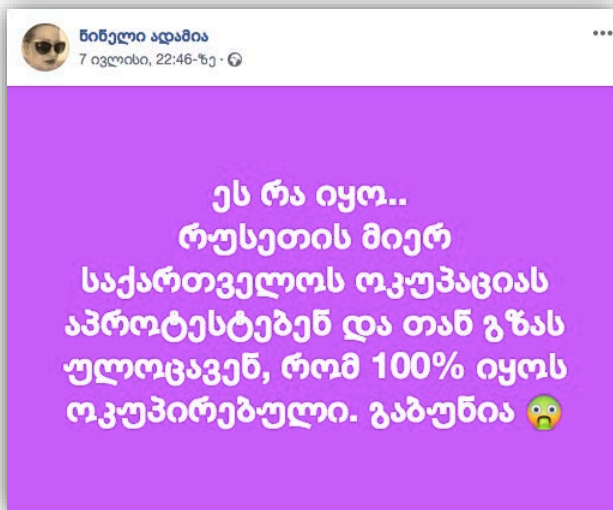 ნინელი ადამია
7 ივლისი, 22:46-ზე ·
ეს რა იყო..
რუსეთის მიერ
საქართველოს ოკუპაციას
აპროტესტებენ და თან გზას
ულოცავენ, რომ 100% იყოს
ოკუპირებული. გაბუნია 🤮